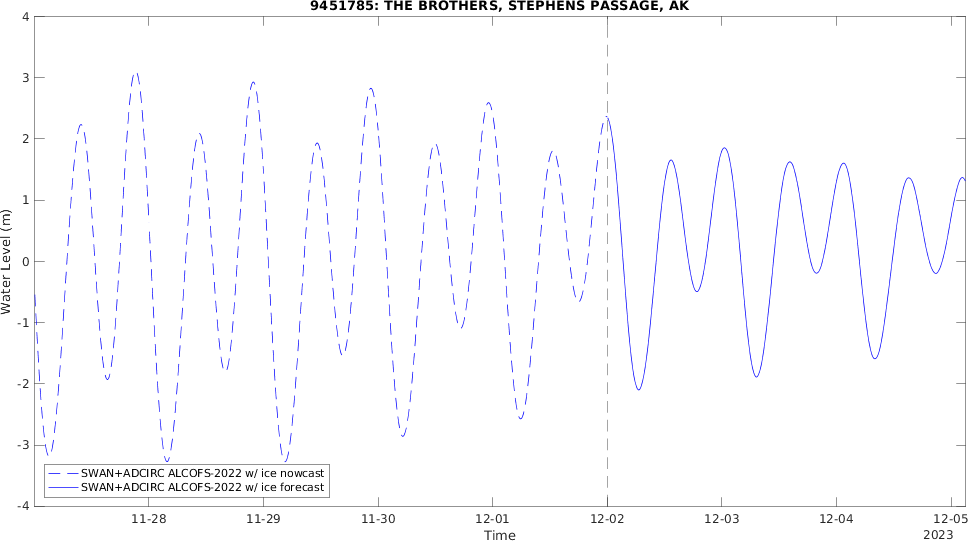 9451785: THE BROTHERS, STEPHENS PASSAGE, AK
4
3
2
1
0
-1
-2
-3
-4
Water Level (m)
SWAN+ADCIRC ALCOFS-2022 w/ ice nowcast
SWAN+ADCIRC ALCOFS-2022 w/ ice forecast
11-28 11-29 11-30 12-01 12-02 12-03 12-04 12-05
Time
2023